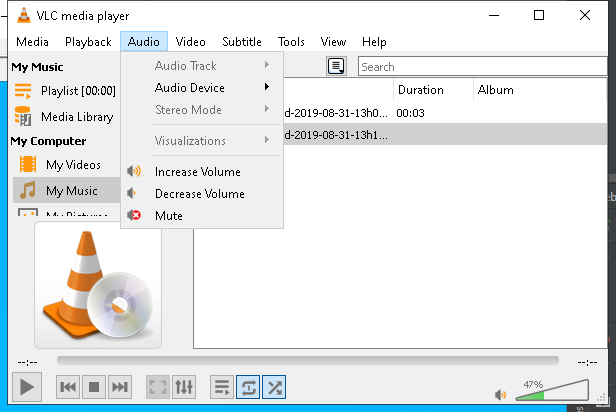 VLC media player
Media Playback Audio Video Subtitle Tools View Help
My Music
Playlist [00:00]
Media Library
My Computer
My Videos
My Music
Audio Track
Audio Device
Stereo Mode
Visualizations
Increase Volume
Decrease Volume
Mute
Search
Duration Album
d-2019-08-31-13h0... 00:03
d-2019-08-31-13h1...
--:-- --:--
47%